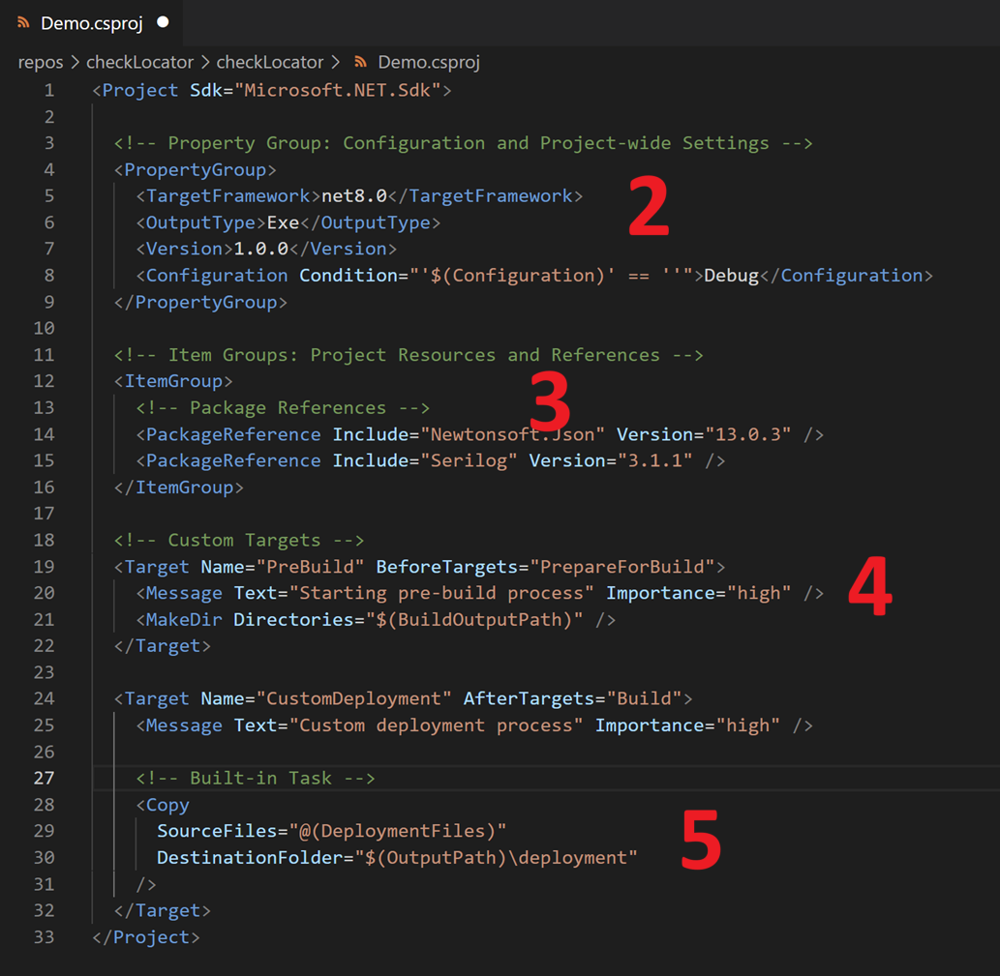 Demo.csproj
repos > checkLocator > checkLocator > Demo.csproj
1 <Project Sdk="Microsoft.NET.Sdk">
2
3 <!-- Property Group: Configuration and Project-wide Settings -->
4 <PropertyGroup>
5 <TargetFramework>net8.0</TargetFramework>
2
6 <OutputType>Exe</OutputType>
7 <Version>1.0.0</Version>
8 <Configuration Condition="'$(Configuration)' == ''">Debug</Configuration>
9 </PropertyGroup>
10
11 <!-- Item Groups: Project Resources and References -->
12 <ItemGroup>
3
13 <!-- Package References -->
14 <PackageReference Include="Newtonsoft.Json" Version="13.0.3" />
15 <PackageReference Include="Serilog" Version="3.1.1" />
16 </ItemGroup>
17
18 <!-- Custom Targets -->
19 <Target Name="PreBuild" BeforeTargets="PrepareForBuild">
20 <Message Text="Starting pre-build process" Importance="high" />
4
21 <MakeDir Directories="$(BuildOutputPath)" />
22 </Target>
23
24 <Target Name="CustomDeployment" AfterTargets="Build">
25 <Message Text="Custom deployment process" Importance="high" />
26
27 <!-- Built-in Task -->
28 <Copy
29 SourceFiles="@(DeploymentFiles)"
5
30 DestinationFolder="$(OutputPath)\deployment"
31 />
32 </Target>
33 </Project>